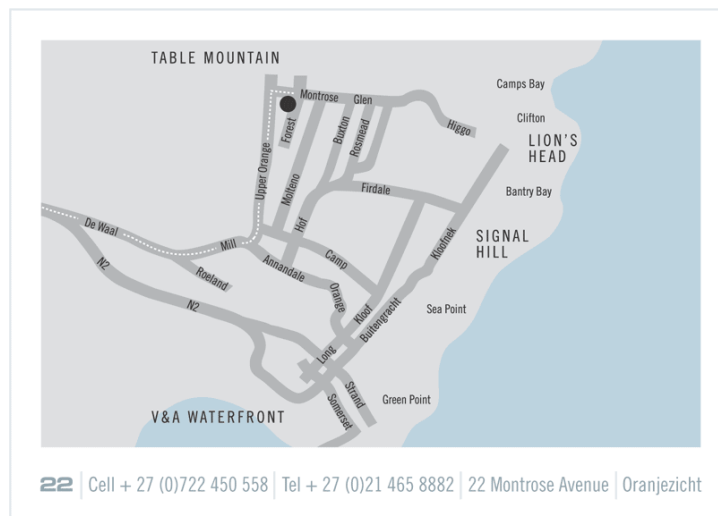 TABLE MOUNTAIN
Camps Bay
Montrose
Glen
Clifton
Higgo
Forest
Buxton
Rosmead
LION'S
HEAD
Upper Orange
Molteno
Firdale
Bantry Bay
Hof
De Waal
Mill
Kloofnek
SIGNAL
HILL
N2
Annandale
Camp
Roeland
Orange
N2
Kloof
Buitengracht
Sea Point
Long
Strand
Somerset
Green Point
V&A WATERFRONT
22 | Cell + 27 (0)722 450 558 | Tel + 27 (0)21 465 8882 | 22 Montrose Avenue | Oranjezicht